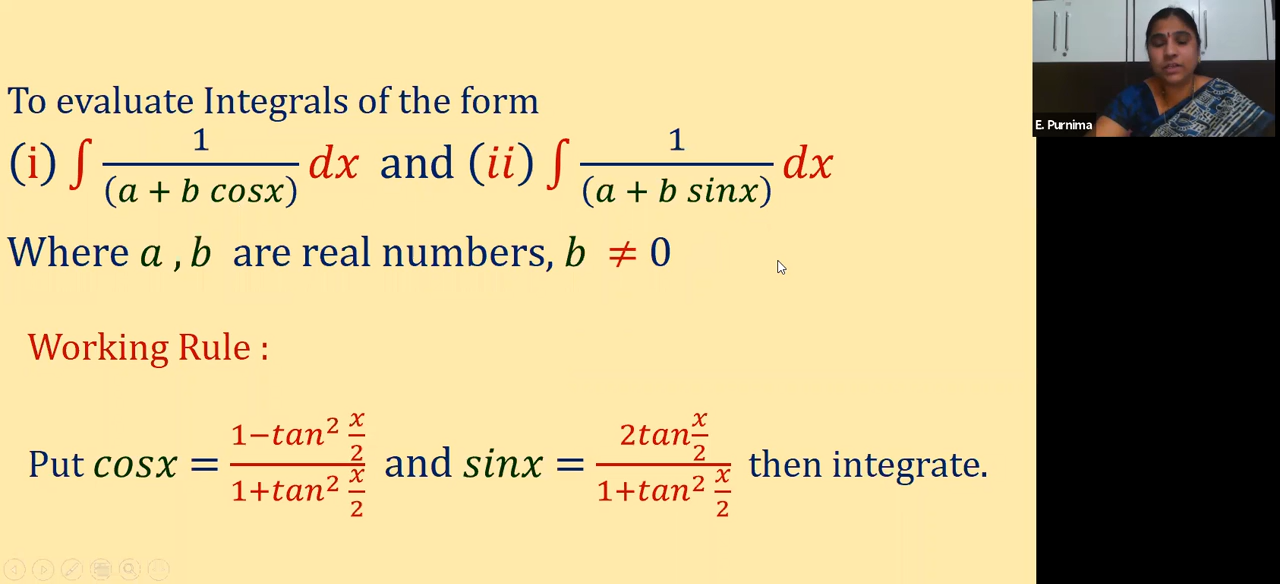 To evaluate Integrals of the form
(i) ∫ 1/(a + b cosx) dx and (ii) ∫ 1/(a + b sinx) dx
Where a , b are real numbers, b ≠ 0
Working Rule :
Put cosx = (1−tan² x/2)/(1+tan² x/2) and sinx = (2tan x/2)/(1+tan² x/2) then integrate.
E. Purnima